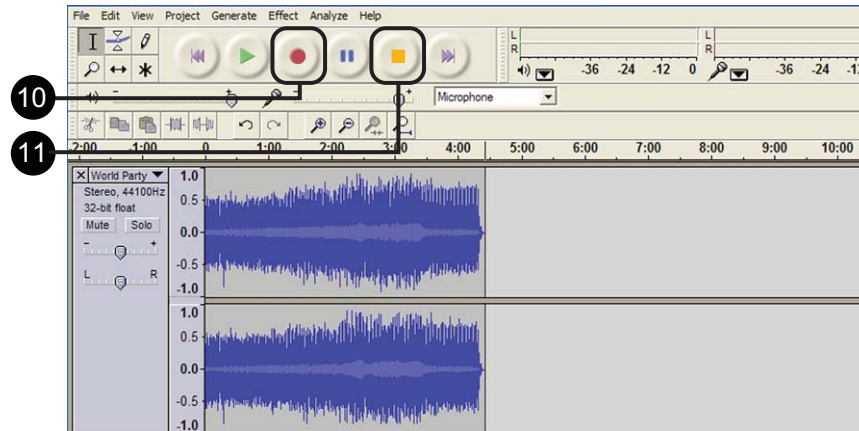 File Edit View Project Generate Effect Analyze Help
L
R
-36 -24 -12 0
L
R
-36 -24 -1
10
- +
- +
Microphone
11
2:00 1:00 0 1:00 2:00 3:00 4:00 5:00 6:00 7:00 8:00 9:00 10:00
World Party
Stereo, 44100Hz
32-bit float
Mute Solo
- +
L R
1.0
0.5
0.0
-0.5
-1.0
1.0
0.5
0.0
-0.5
-1.0